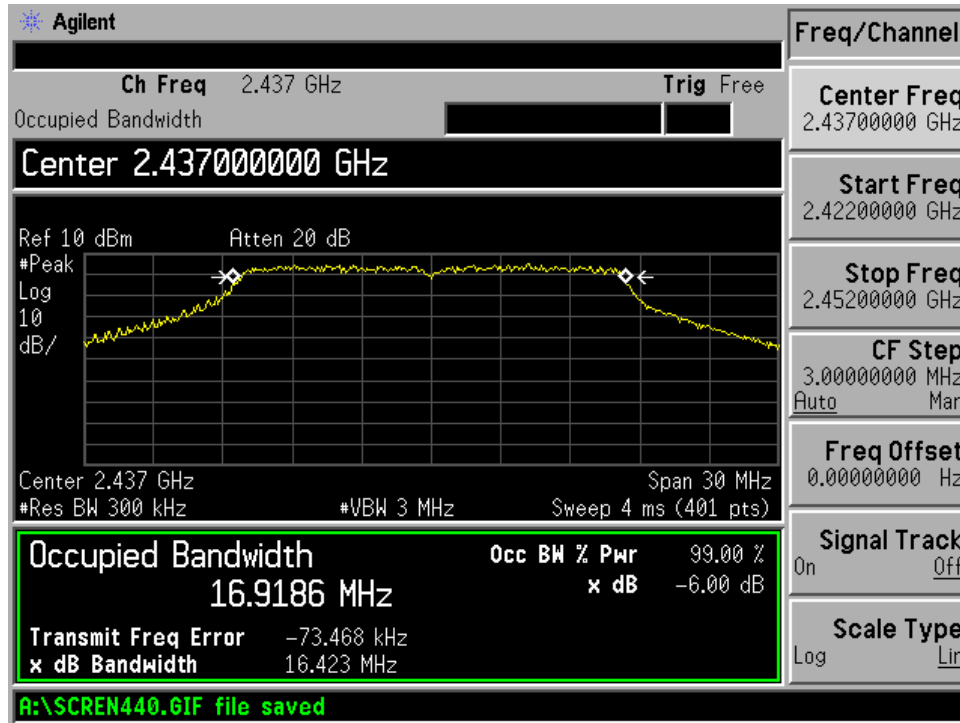 Agilent
Ch Freq 2.437 GHz Trig Free
Occupied Bandwidth
Center 2.437000000 GHz
Ref 10 dBm Atten 20 dB
#Peak
Log
10
dB/
Center 2.437 GHz Span 30 MHz
#Res BW 300 kHz #VBW 3 MHz Sweep 4 ms (401 pts)
Occupied Bandwidth Occ BW % Pwr 99.00 %
16.9186 MHz x dB -6.00 dB
Transmit Freq Error -73.468 kHz
x dB Bandwidth 16.423 MHz
A:\SCREN440.GIF file saved
Freq/Channel
Center Freq
2.43700000 GHz
Start Freq
2.42200000 GHz
Stop Freq
2.45200000 GHz
CF Step
3.00000000 MHz
Auto Man
Freq Offset
0.00000000 Hz
Signal Track
On Off
Scale Type
Log Lin